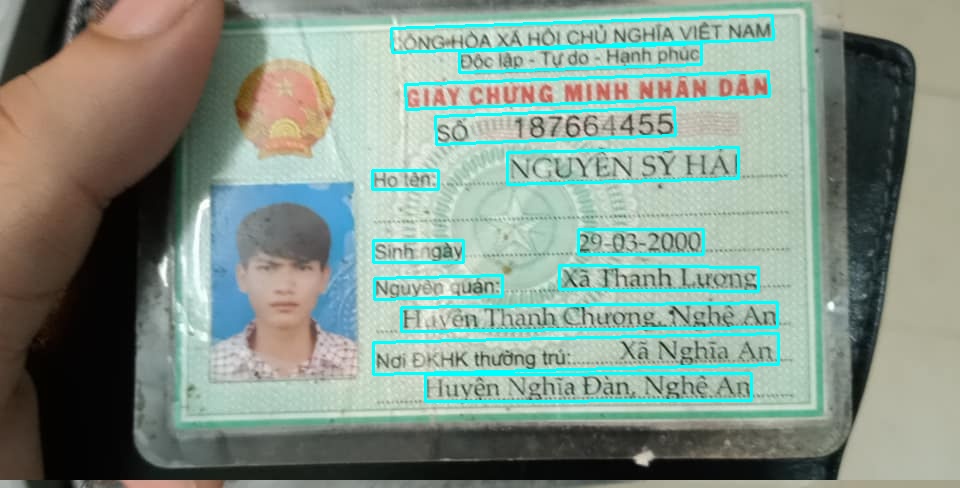 CỘNG HÒA XÃ HỘI CHỦ NGHĨA VIỆT NAM
Độc lập - Tự do - Hạnh phúc
GIẤY CHỨNG MINH NHÂN DÂN
SỐ 187664455
Họ tên: NGUYỄN SỸ HẢI
Sinh ngày 29-03-2000
Nguyên quán: Xã Thanh Lương
Huyện Thanh Chương, Nghệ An
Nơi ĐKHK thường trú: Xã Nghĩa An
Huyện Nghĩa Đàn, Nghệ An